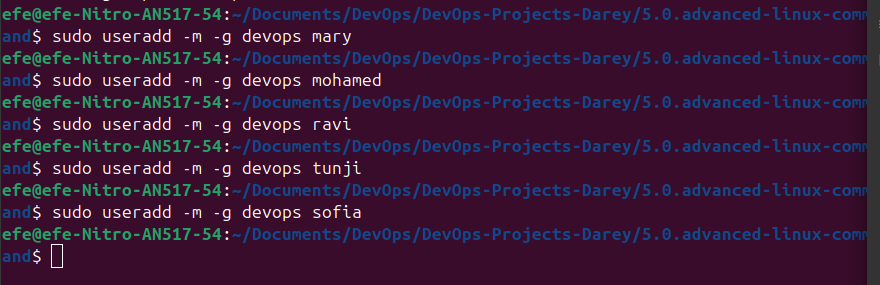 efe@efe-Nitro-AN517-54:~/Documents/DevOps/DevOps-Projects-Darey/5.0.advanced-linux-comm
and$ sudo useradd -m -g devops mary
efe@efe-Nitro-AN517-54:~/Documents/DevOps/DevOps-Projects-Darey/5.0.advanced-linux-comm
and$ sudo useradd -m -g devops mohamed
efe@efe-Nitro-AN517-54:~/Documents/DevOps/DevOps-Projects-Darey/5.0.advanced-linux-comm
and$ sudo useradd -m -g devops ravi
efe@efe-Nitro-AN517-54:~/Documents/DevOps/DevOps-Projects-Darey/5.0.advanced-linux-comm
and$ sudo useradd -m -g devops tunji
efe@efe-Nitro-AN517-54:~/Documents/DevOps/DevOps-Projects-Darey/5.0.advanced-linux-comm
and$ sudo useradd -m -g devops sofia
efe@efe-Nitro-AN517-54:~/Documents/DevOps/DevOps-Projects-Darey/5.0.advanced-linux-comm
and$